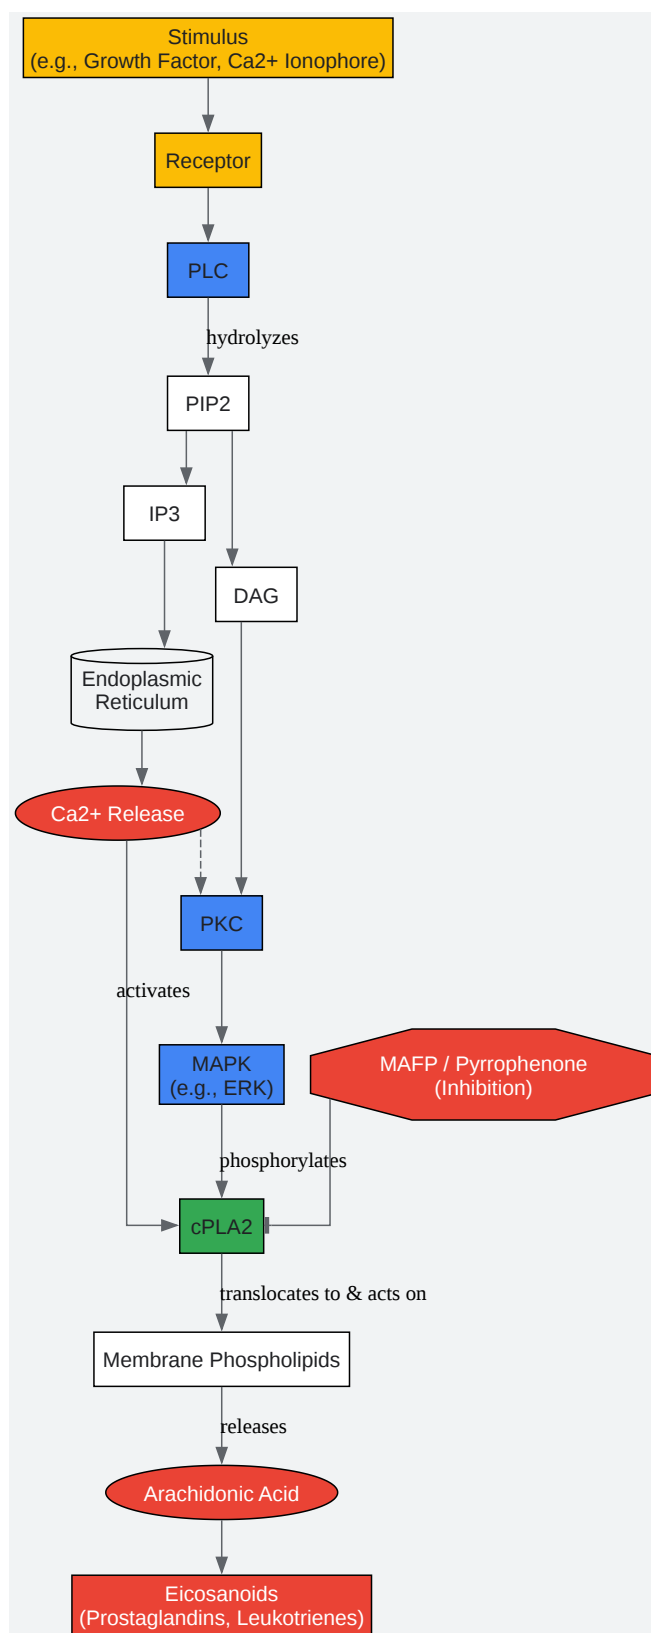 Stimulus
(e.g., Growth Factor, Ca2+ Ionophore)
Receptor
PLC
hydrolyzes
PIP2
IP3
DAG
Endoplasmic
Reticulum
Ca2+ Release
PKC
activates
MAPK
(e.g., ERK)
MAFP / Pyrrophenone
(Inhibition)
phosphorylates
cPLA2
translocates to & acts on
Membrane Phospholipids
releases
Arachidonic Acid
Eicosanoids
(Prostaglandins, Leukotrienes)